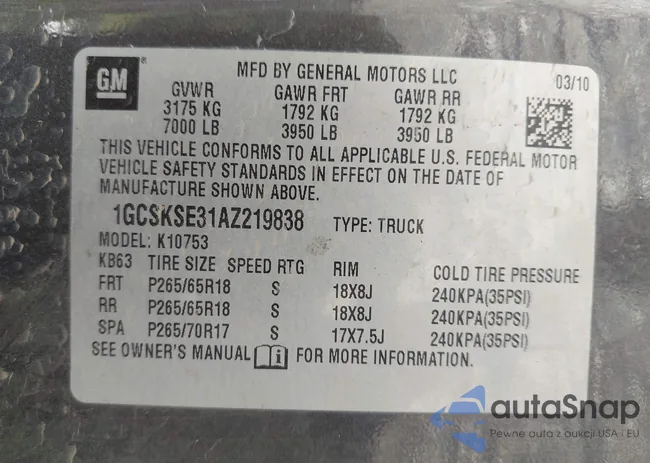 GM
MFD BY GENERAL MOTORS LLC
03/10
GVWR GAWR FRT GAWR RR
3175 KG 1792 KG 1792 KG
7000 LB 3950 LB 3950 LB
THIS VEHICLE CONFORMS TO ALL APPLICABLE U.S. FEDERAL MOTOR
VEHICLE SAFETY STANDARDS IN EFFECT ON THE DATE OF
MANUFACTURE SHOWN ABOVE.
1GCSKSE31AZ219838 TYPE: TRUCK
MODEL: K10753
KB63 TIRE SIZE SPEED RTG RIM COLD TIRE PRESSURE
FRT P265/65R18 S 18X8J 240KPA(35PSI)
RR P265/65R18 S 18X8J 240KPA(35PSI)
SPA P265/70R17 S 17X7.5J 240KPA(35PSI)
SEE OWNER'S MANUAL FOR MORE INFORMATION.
autaSnap
Pewne auta z aukcji USA i EU